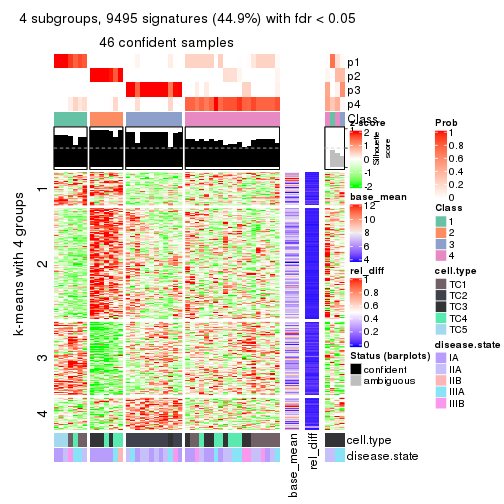 4 subgroups, 9495 signatures (44.9%) with fdr < 0.05
46 confident samples
p1
p2
p3
p4
Class
Silhouette score
k-means with 4 groups
1
2
3
4
base_mean
rel_diff
cell.type
disease.state
z-score
2
1
0
-1
-2
base_mean
12
10
8
6
4
rel_diff
1
0.8
0.6
0.4
0.2
0
Status (barplots)
confident
ambiguous
Prob
1
0.8
0.6
0.4
0.2
0
Class
1
2
3
4
cell.type
TC1
TC2
TC3
TC4
TC5
disease.state
IA
IIA
IIB
IIIA
IIIB